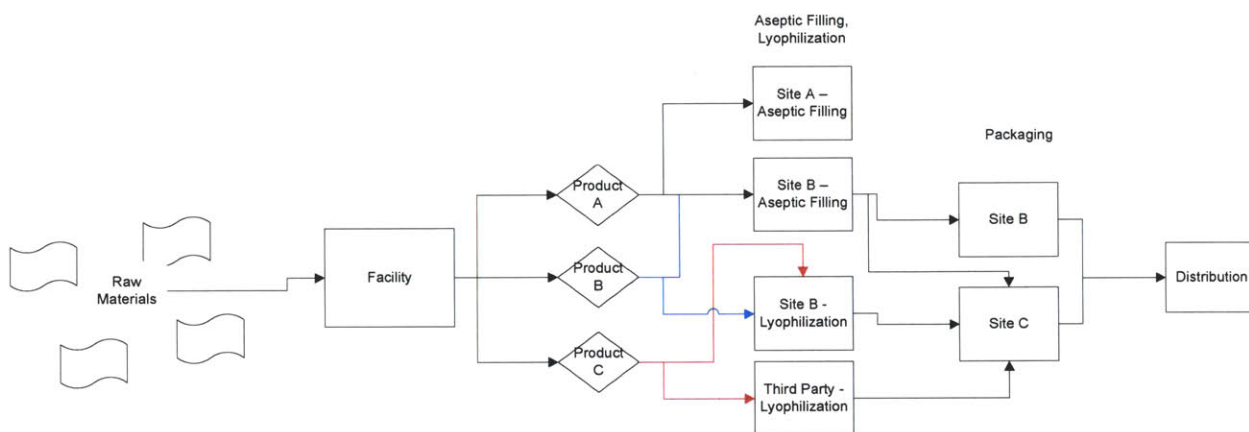 Aseptic Filling,
Lyophilization
Site A –
Aseptic Filling
Packaging
Product
A
Site B –
Aseptic Filling
Site B
Raw
Materials
Facility
Product
B
Site B -
Lyophilization
Site C
Distribution
Product
C
Third Party -
Lyophilization